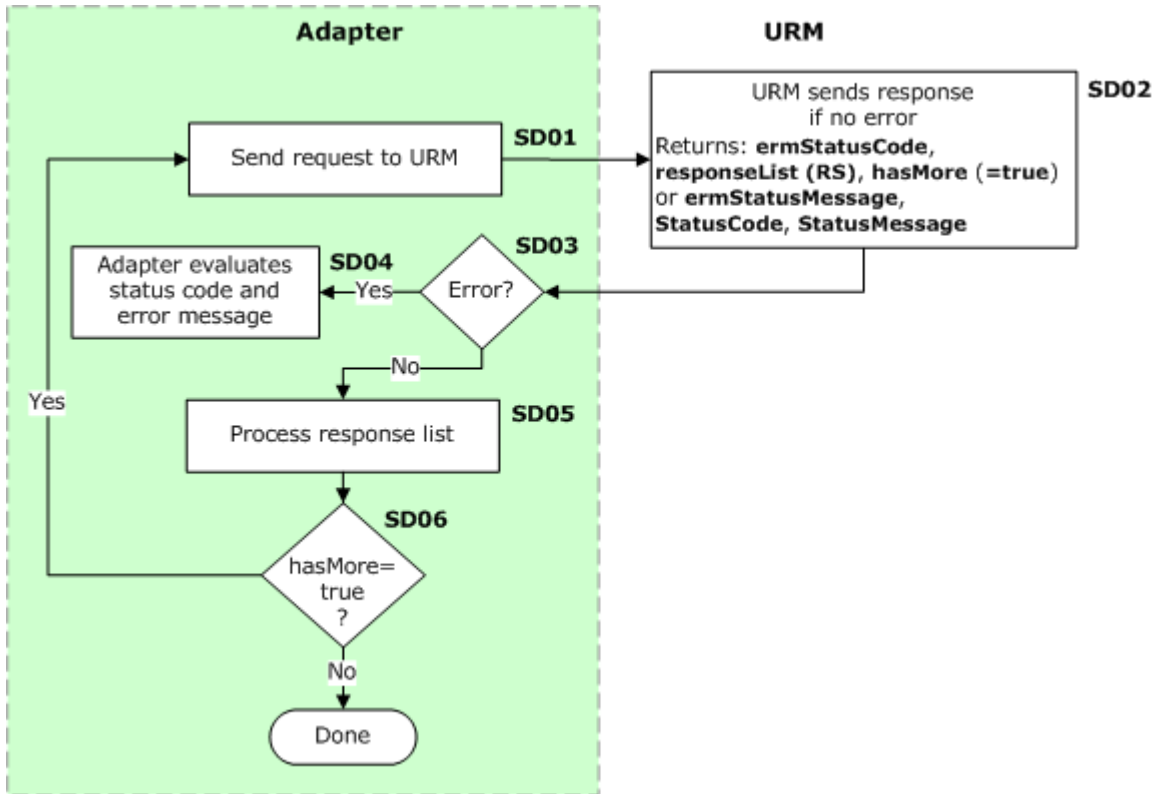 Adapter
URM
URM sends response
if no error
Returns: ermStatusCode,
responseList (RS), hasMore (=true)
or ermStatusMessage,
StatusCode, StatusMessage
SD02
Send request to URM
SD01
Error?
SD03
Adapter evaluates
status code and
error message
SD04
Yes
No
Yes
Process response list
SD05
SD06
hasMore=
true
?
No
Done